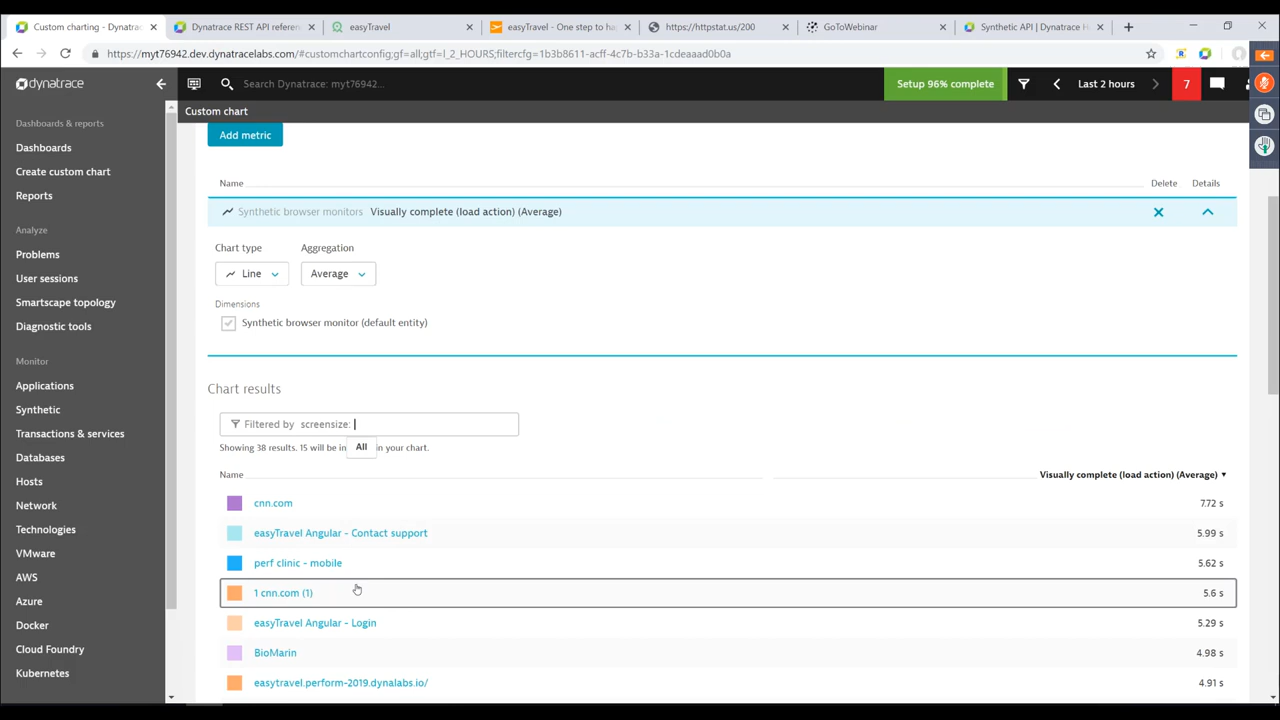 Custom charting - Dynatra
Dynatrace REST API referen
easyTravel
easyTravel - One step to ha
https://httpstat.us/200
GoToWebinar
Synthetic API | Dynatrace H
https://myt76942.dev.dynatracelabs.com/#customchartconfig;gf=all;gtf=l_2_HOURS;filtercfg=1b3b8611-acff-4c7b-b33a-1cdeaaad0b0a
dynatrace
Search Dynatrace: myt76942...
Setup 96% complete
Last 2 hours
7
Dashboards & reports
Dashboards
Create custom chart
Reports
Analyze
Problems
User sessions
Smartscape topology
Diagnostic tools
Monitor
Applications
Synthetic
Transactions & services
Databases
Hosts
Network
Technologies
VMware
AWS
Azure
Docker
Cloud Foundry
Kubernetes
Custom chart
Add metric
Name Delete Details
Synthetic browser monitors Visually complete (load action) (Average)
Chart type Aggregation
Line Average
Dimensions
Synthetic browser monitor (default entity)
Chart results
Filtered by screensize:
Showing 38 results. 15 will be in All in your chart.
Name Visually complete (load action) (Average)
cnn.com 7.72 s
easyTravel Angular - Contact support 5.99 s
perf clinic - mobile 5.62 s
1 cnn.com (1) 5.6 s
easyTravel Angular - Login 5.29 s
BioMarin 4.98 s
easytravel.perform-2019.dynalabs.io/ 4.91 s